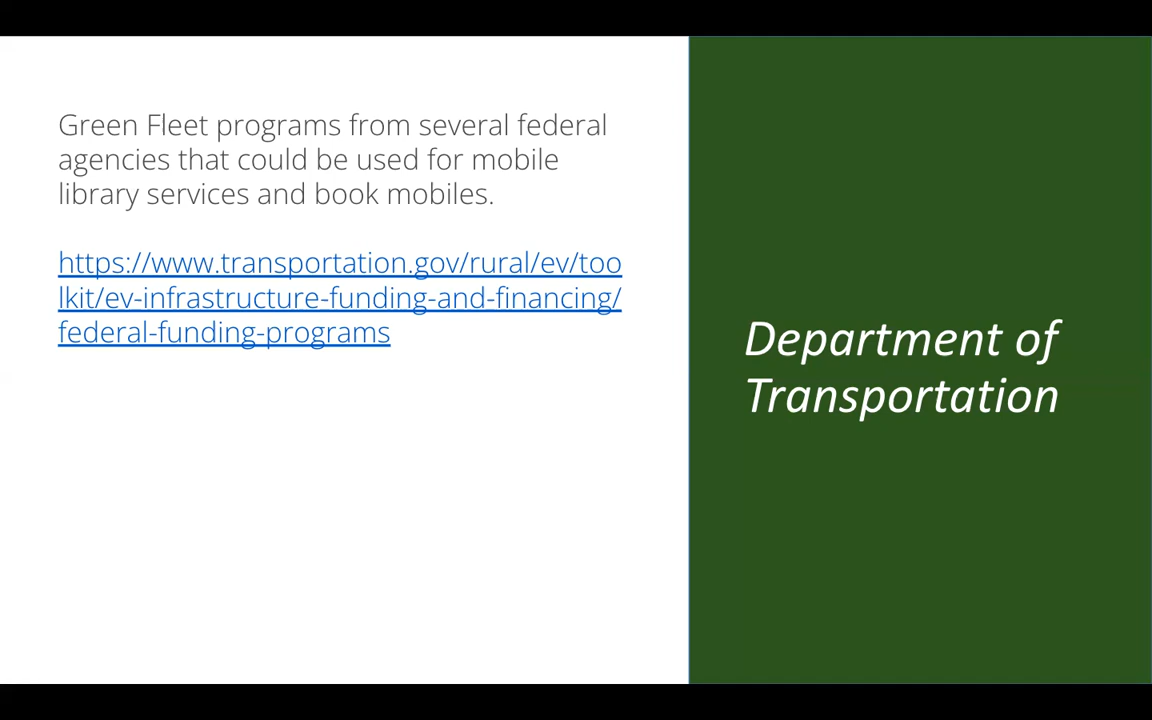 Green Fleet programs from several federal
agencies that could be used for mobile
library services and book mobiles.
https://www.transportation.gov/rural/ev/too
lkit/ev-infrastructure-funding-and-financing/
federal-funding-programs
Department of
Transportation